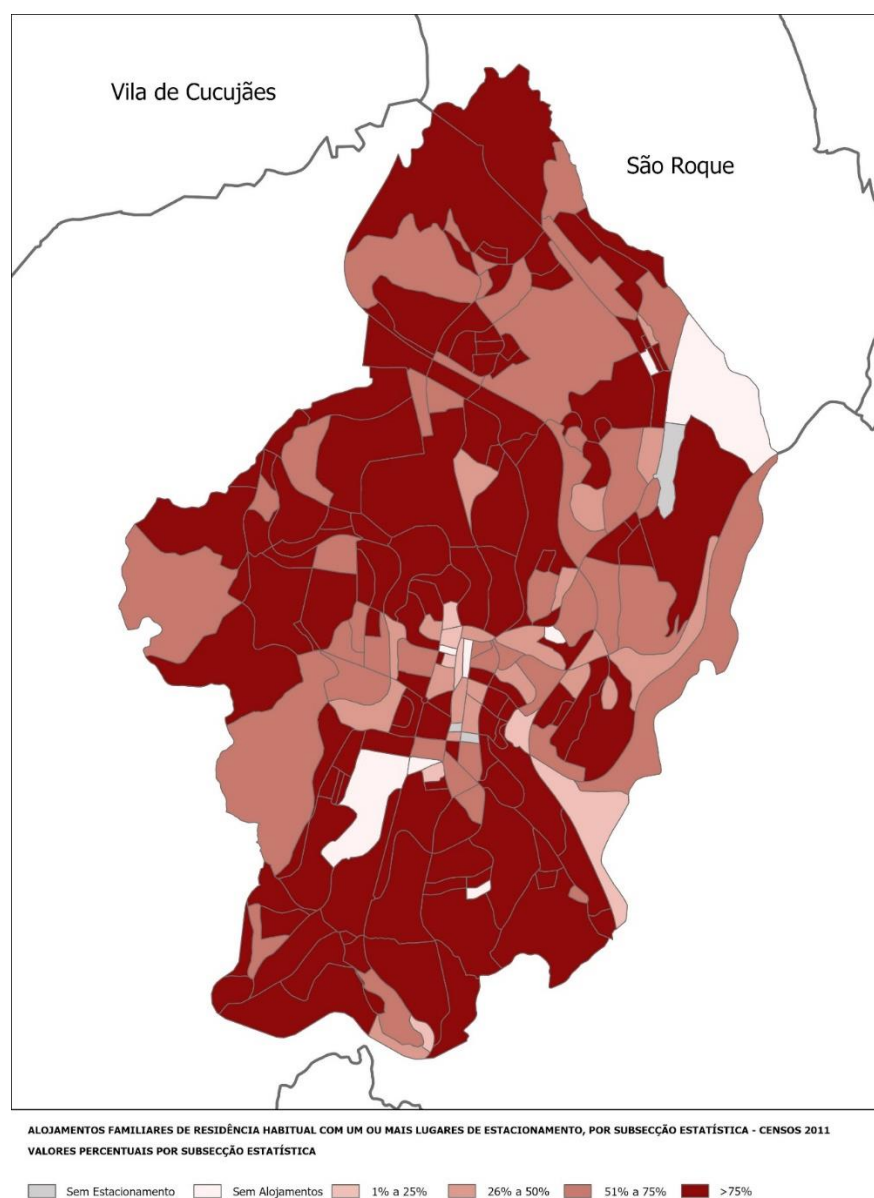 Vila de Cucujães
São Roque
ALOJAMENTOS FAMILIARES DE RESIDÊNCIA HABITUAL COM UM OU MAIS LUGARES DE ESTACIONAMENTO, POR SUBSECÇÃO ESTATÍSTICA - CENSOS 2011
VALORES PERCENTUAIS POR SUBSECÇÃO ESTATÍSTICA
Sem Estacionamento Sem Alojamentos 1% a 25% 26% a 50% 51% a 75% >75%